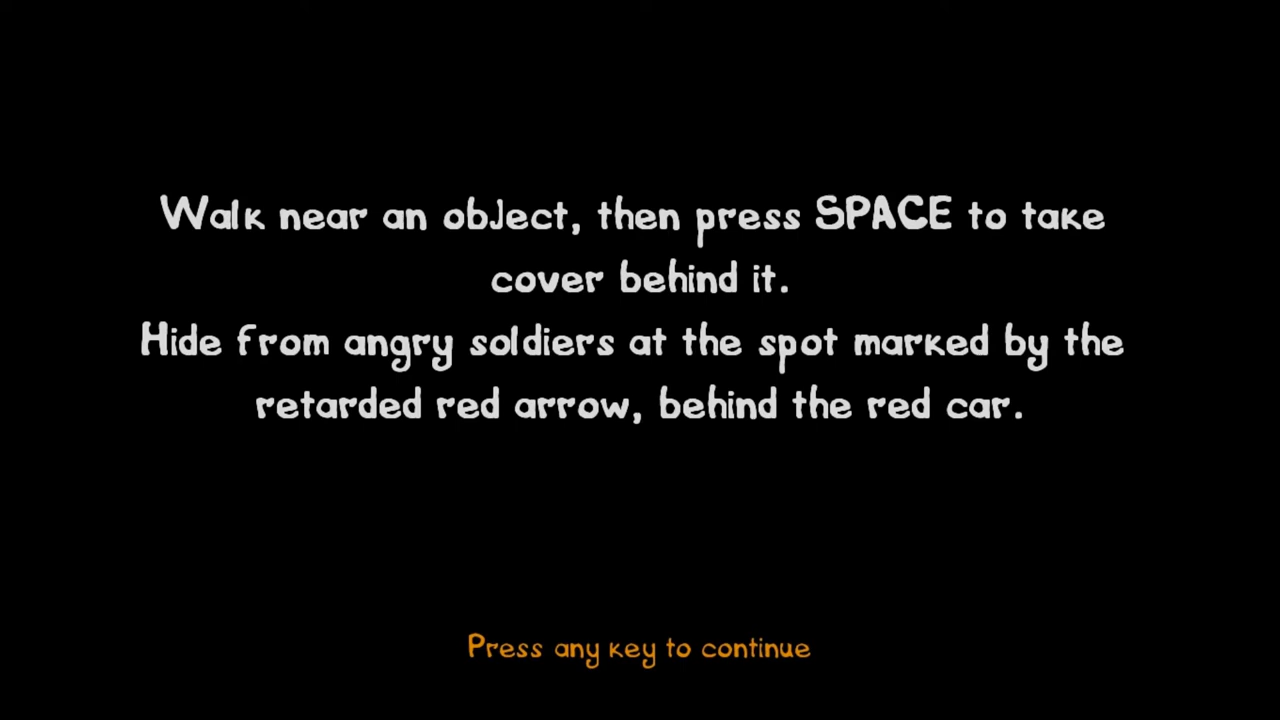 Walk near an object, then press SPACE to take
cover behind it.
Hide from angry soldiers at the spot marked by the
retarded red arrow, behind the red car.
Press any key to continue